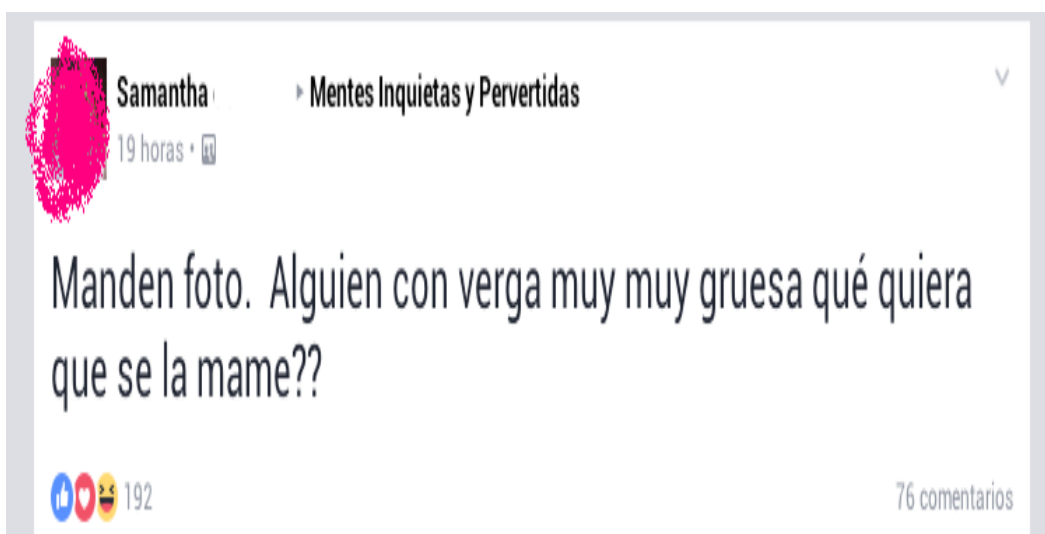 Samantha ▸ Mentes Inquietas y Pervertidas
19 horas ·
Manden foto. Alguien con verga muy muy gruesa qué quiera
que se la mame??
192 76 comentarios